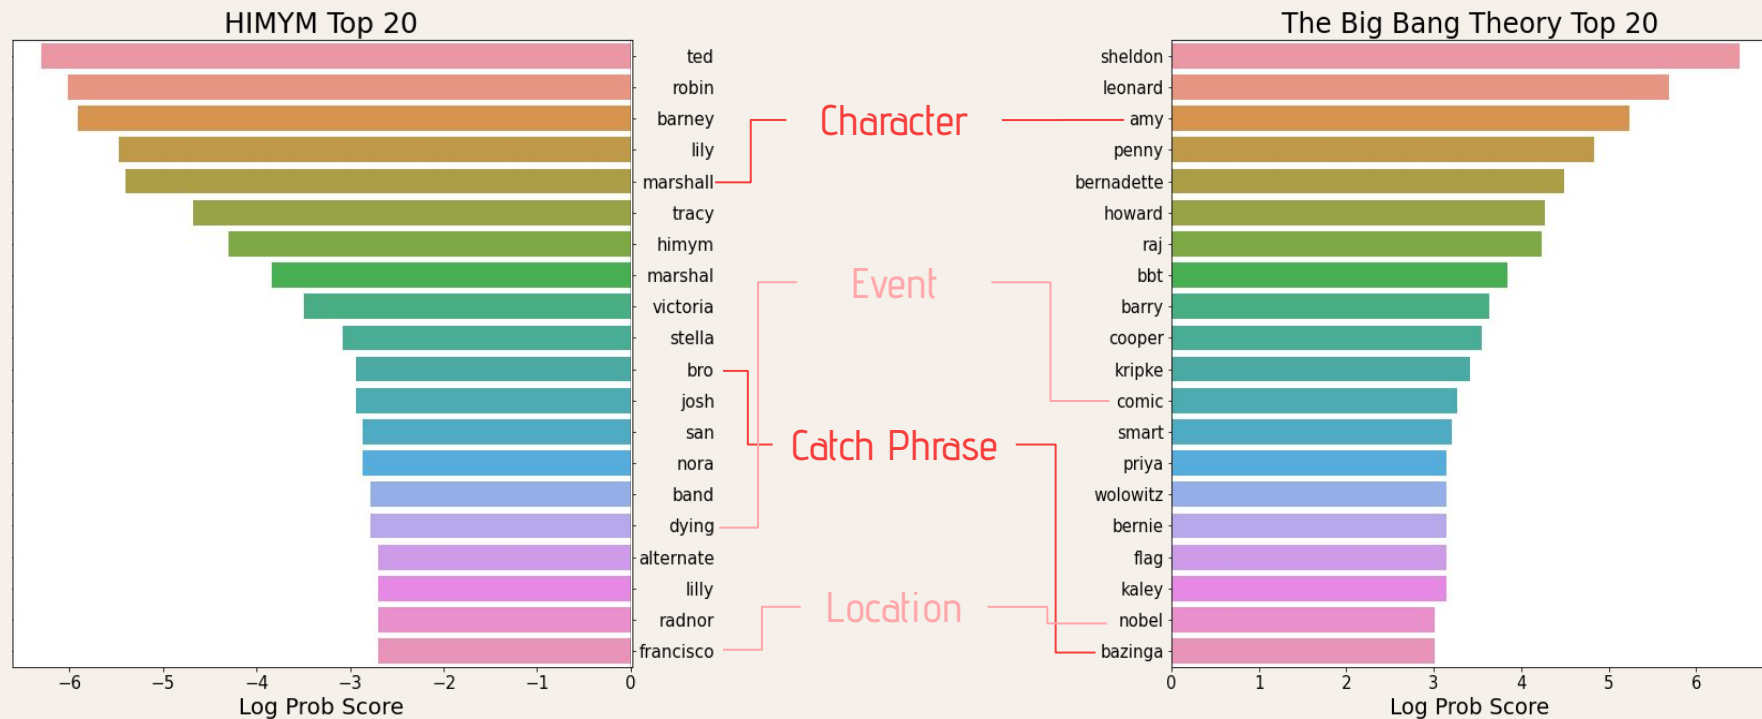 HIMYM Top 20
ted
robin
barney
lily
marshall
tracy
himym
marshal
victoria
stella
bro
josh
san
nora
band
dying
alternate
lilly
radnor
francisco
−6 −5 −4 −3 −2 −1 0
Log Prob Score
Character
Event
Catch Phrase
Location
The Big Bang Theory Top 20
sheldon
leonard
amy
penny
bernadette
howard
raj
bbt
barry
cooper
kripke
comic
smart
priya
wolowitz
bernie
flag
kaley
nobel
bazinga
0 1 2 3 4 5 6
Log Prob Score